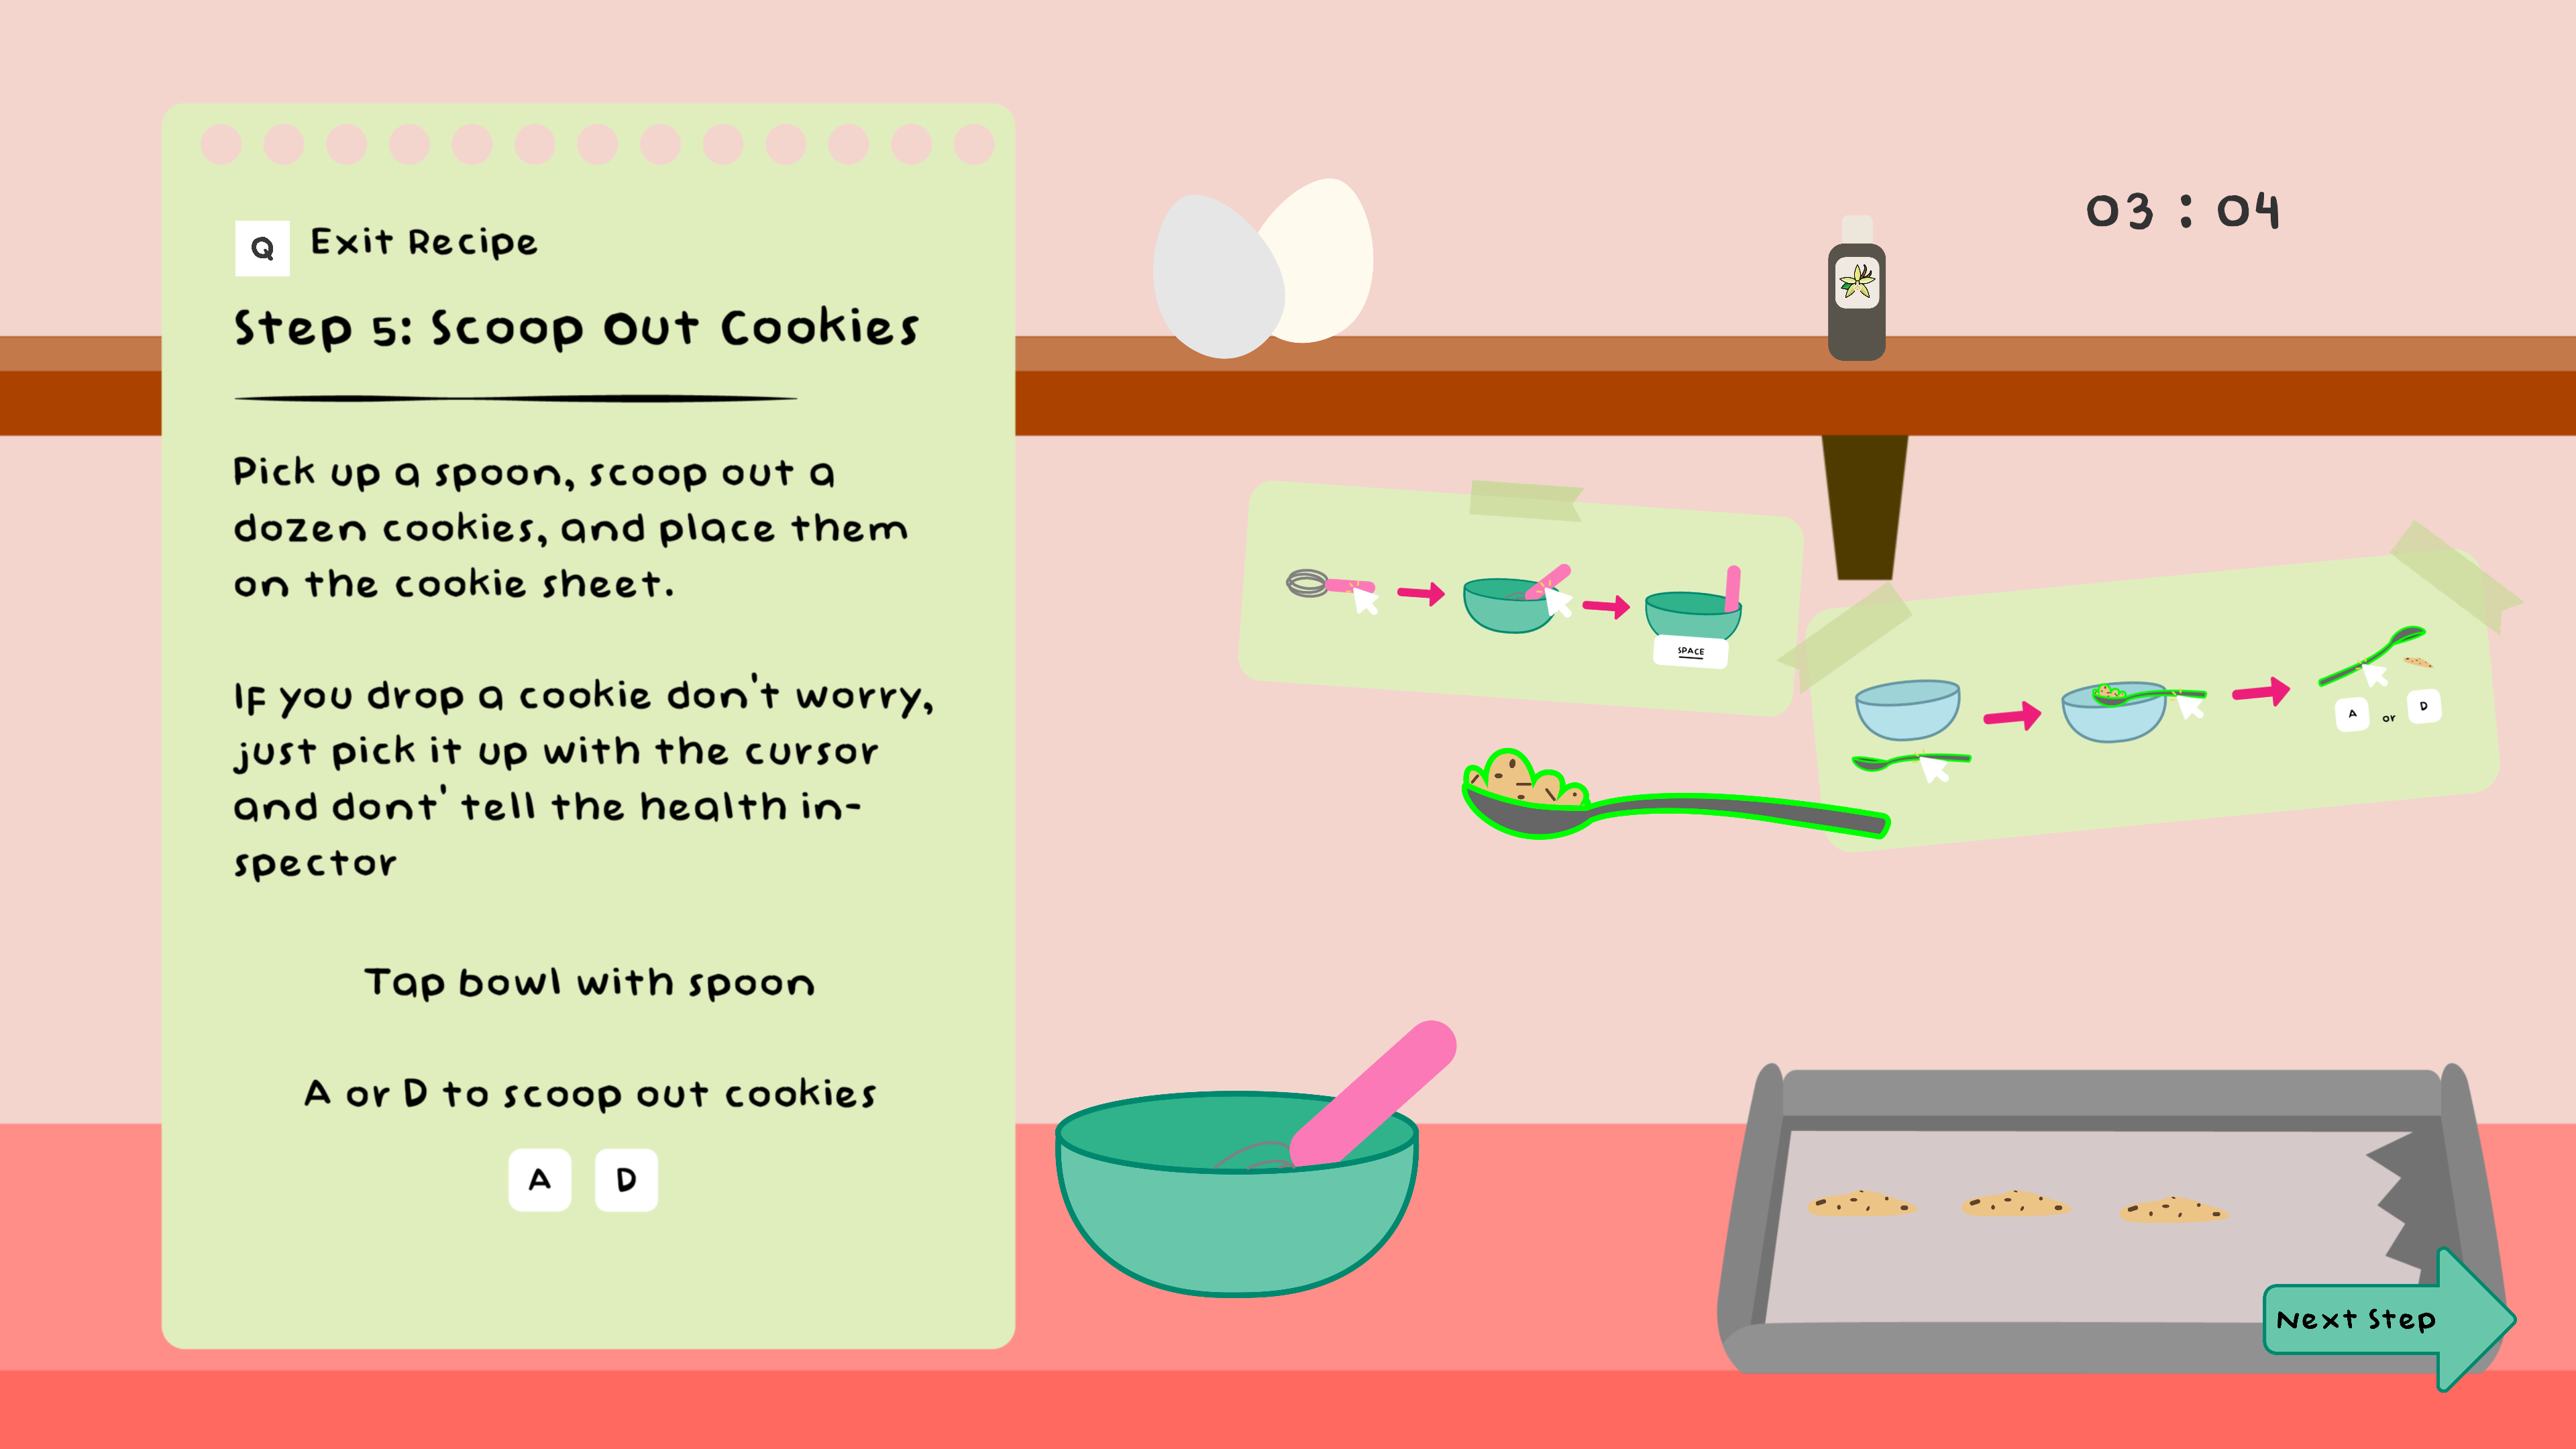 Q Exit Recipe
03 : 04
Step 5: Scoop Out Cookies
Pick up a spoon, scoop out a
dozen cookies, and place them
on the cookie sheet.
If you drop a cookie don't worry,
just pick it up with the cursor
and dont' tell the health in-
spector
Tap bowl with spoon
A or D to scoop out cookies
A D
SPACE
A or D
Next Step